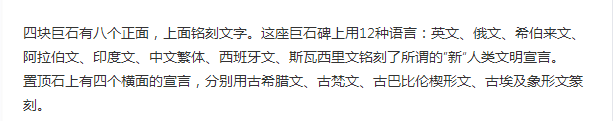 四块巨石有八个正面，上面铭刻文字。这座巨石碑上用12种语言：英文、俄文、希伯来文、
阿拉伯文、印度文、中文繁体、西班牙文、斯瓦西里文铭刻了所谓的“新”人类文明宣言。
置顶石上有四个横面的宣言，分别用古希腊文、古梵文、古巴比伦楔形文、古埃及象形文篆
刻。